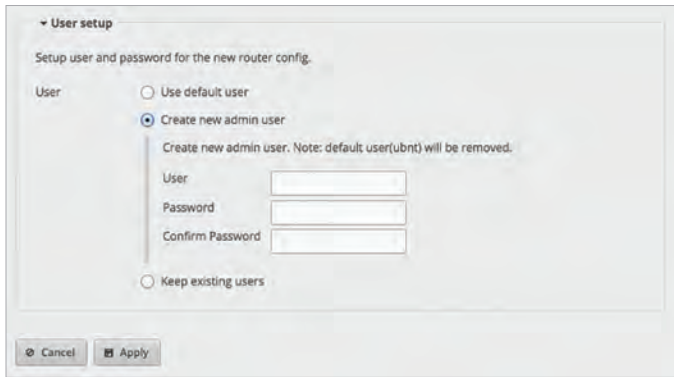 User setup
Setup user and password for the new router config.
User
Use default user
Create new admin user
Create new admin user. Note: default user(ubnt) will be removed.
User
Password
Confirm Password
Keep existing users
Cancel
Apply